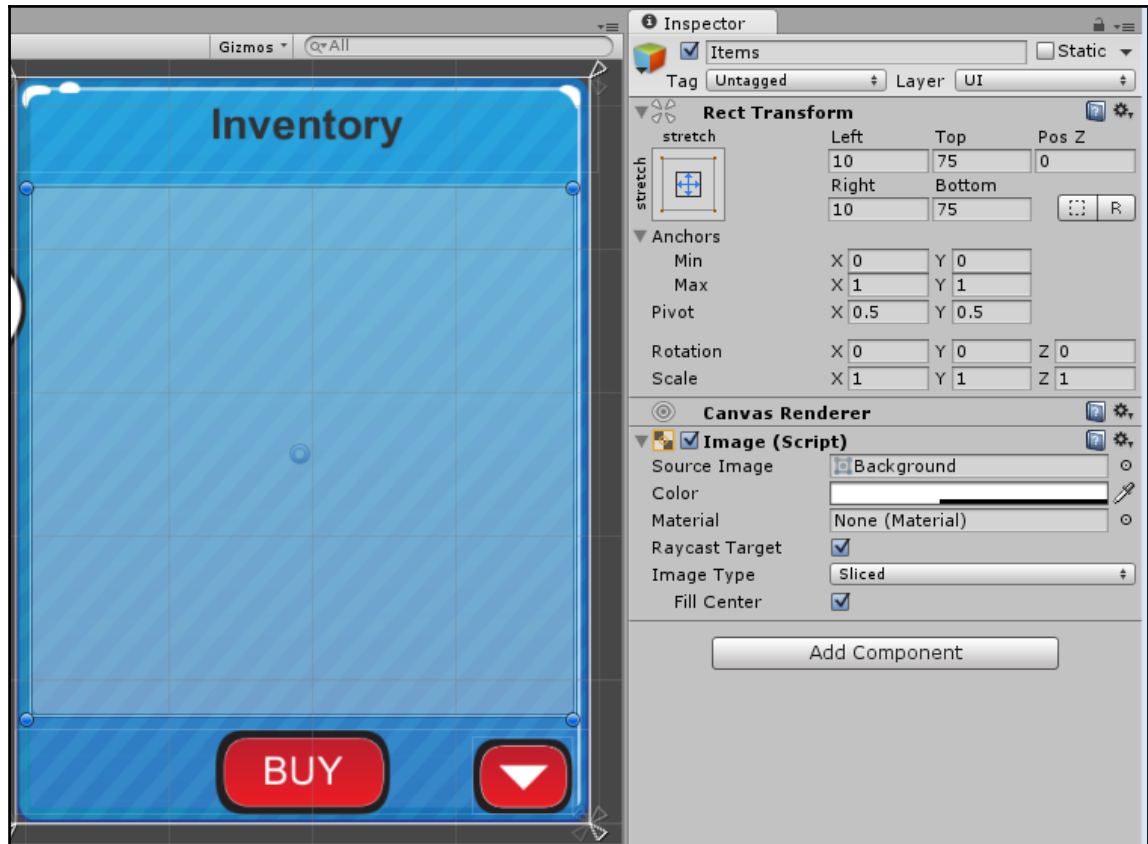 Gizmos All
Inventory
BUY
Inspector
Items Static
Tag Untagged Layer UI
Rect Transform
stretch Left Top Pos Z
stretch
10 75 0
Right Bottom
10 75 R
Anchors
Min X 0 Y 0
Max X 1 Y 1
Pivot X 0.5 Y 0.5
Rotation X 0 Y 0 Z 0
Scale X 1 Y 1 Z 1
Canvas Renderer
Image (Script)
Source Image Background
Color
Material None (Material)
Raycast Target
Image Type Sliced
Fill Center
Add Component